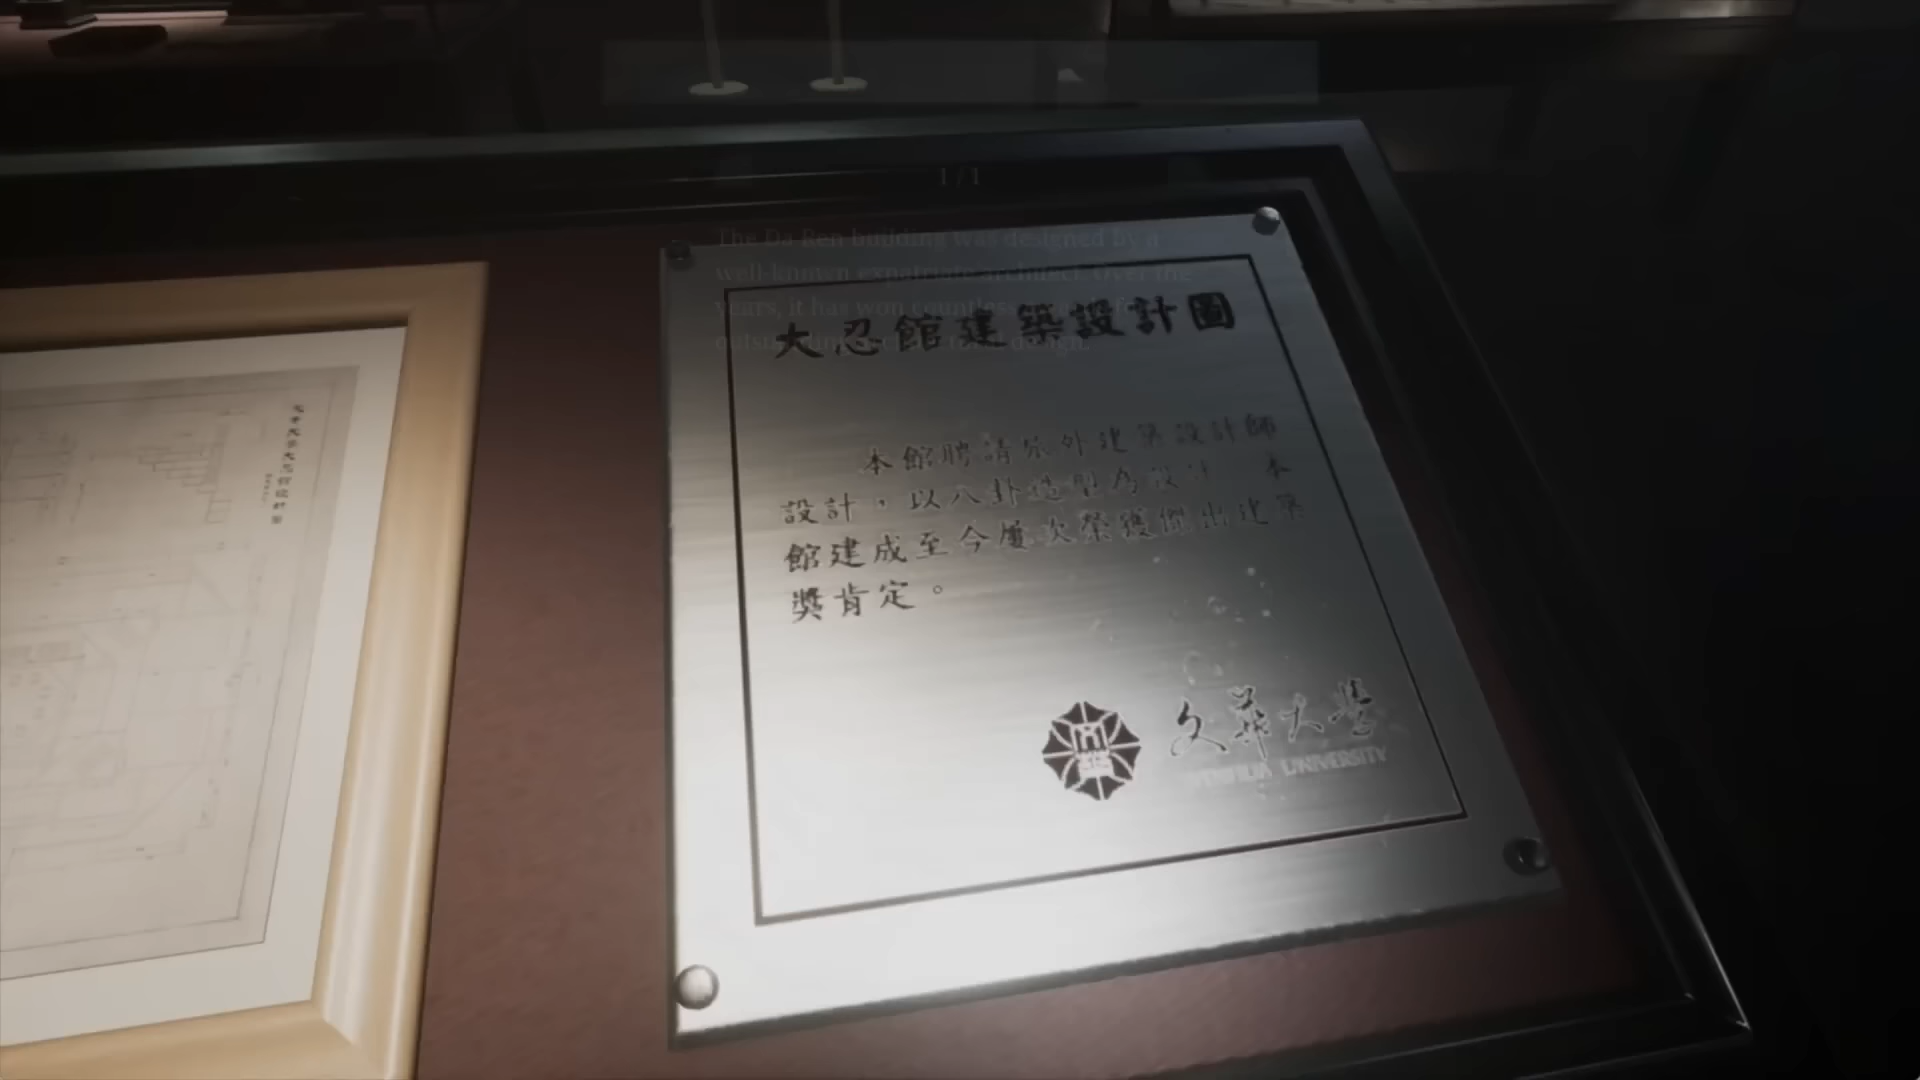 1/1
The Da Ren building was designed by a
well-known expatriate architect. Over the
years, it has won countless
design.
大忍館建築設計圖
本館聘請旅外建築設計師
設計，以八卦造型為設計 本
館建成至今屢次榮獲傑出建築
獎肯定。
文華大學
WENHUA UNIVERSITY